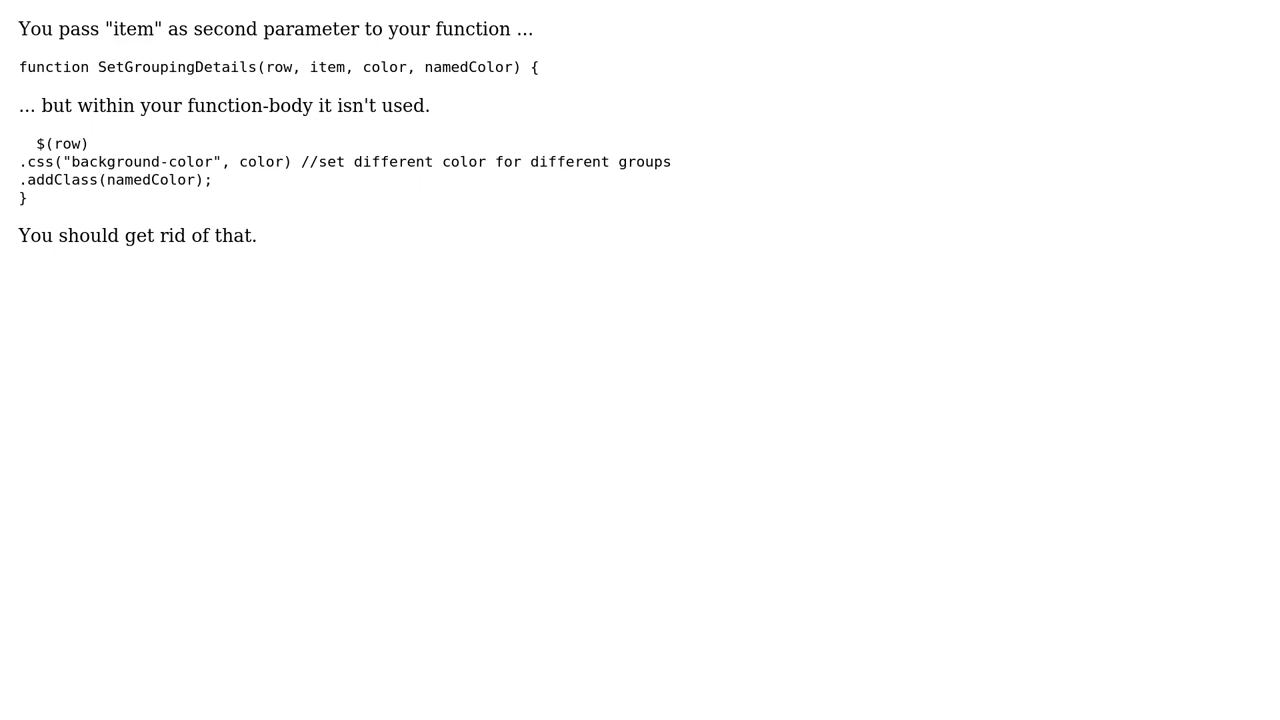 You pass "item" as second parameter to your function ...
function SetGroupingDetails(row, item, color, namedColor) {
... but within your function-body it isn't used.
  $(row)
.css("background-color", color) //set different color for different groups
.addClass(namedColor);
}
You should get rid of that.